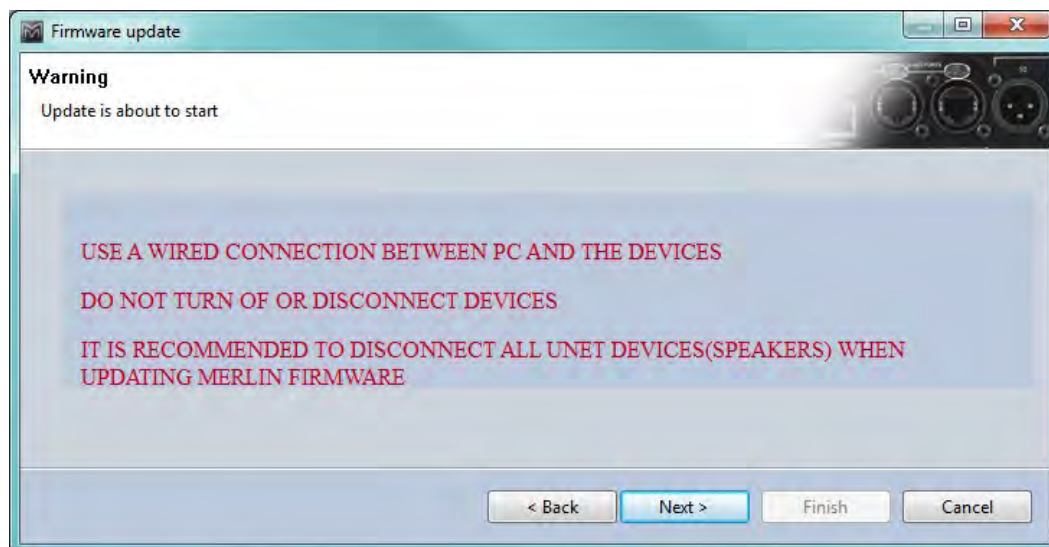 Firmware update
Warning
Update is about to start
USE A WIRED CONNECTION BETWEEN PC AND THE DEVICES
DO NOT TURN OF OR DISCONNECT DEVICES
IT IS RECOMMENDED TO DISCONNECT ALL UNET DEVICES(SPEAKERS) WHEN
UPDATING MERLIN FIRMWARE
< Back
Next >
Finish
Cancel